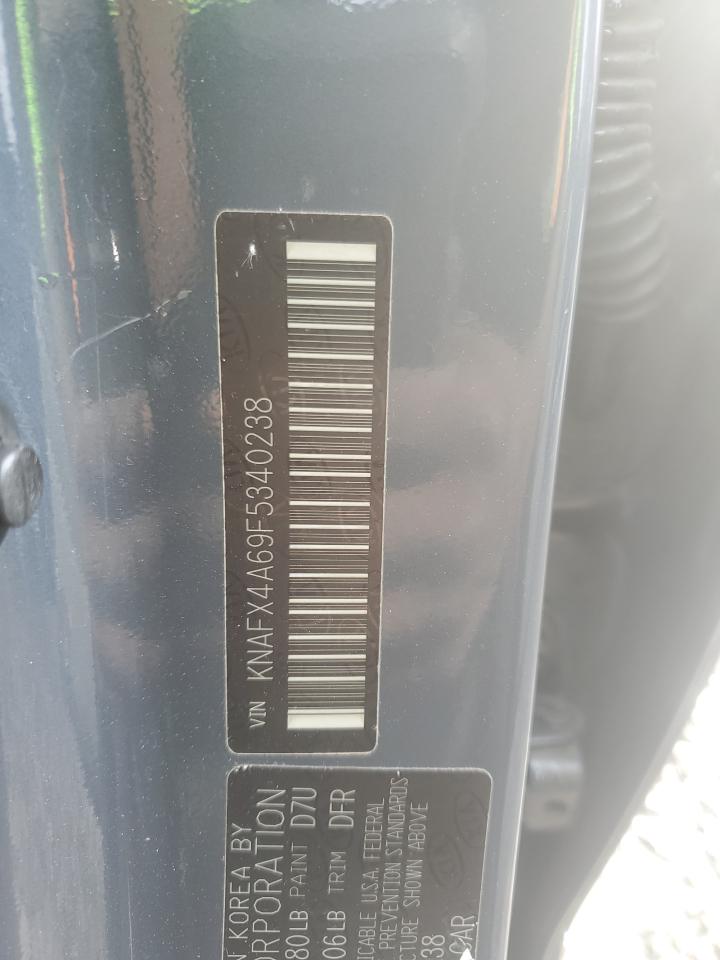 VIN KNAFX4A69F5340238
N KOREA BY
ORPORATION
80LB PAINT D7U
06LB TRIM DFR
ICABLE U.S.A. FEDERAL
PREVENTION STANDARDS
CTURE SHOWN ABOVE
38
CAR